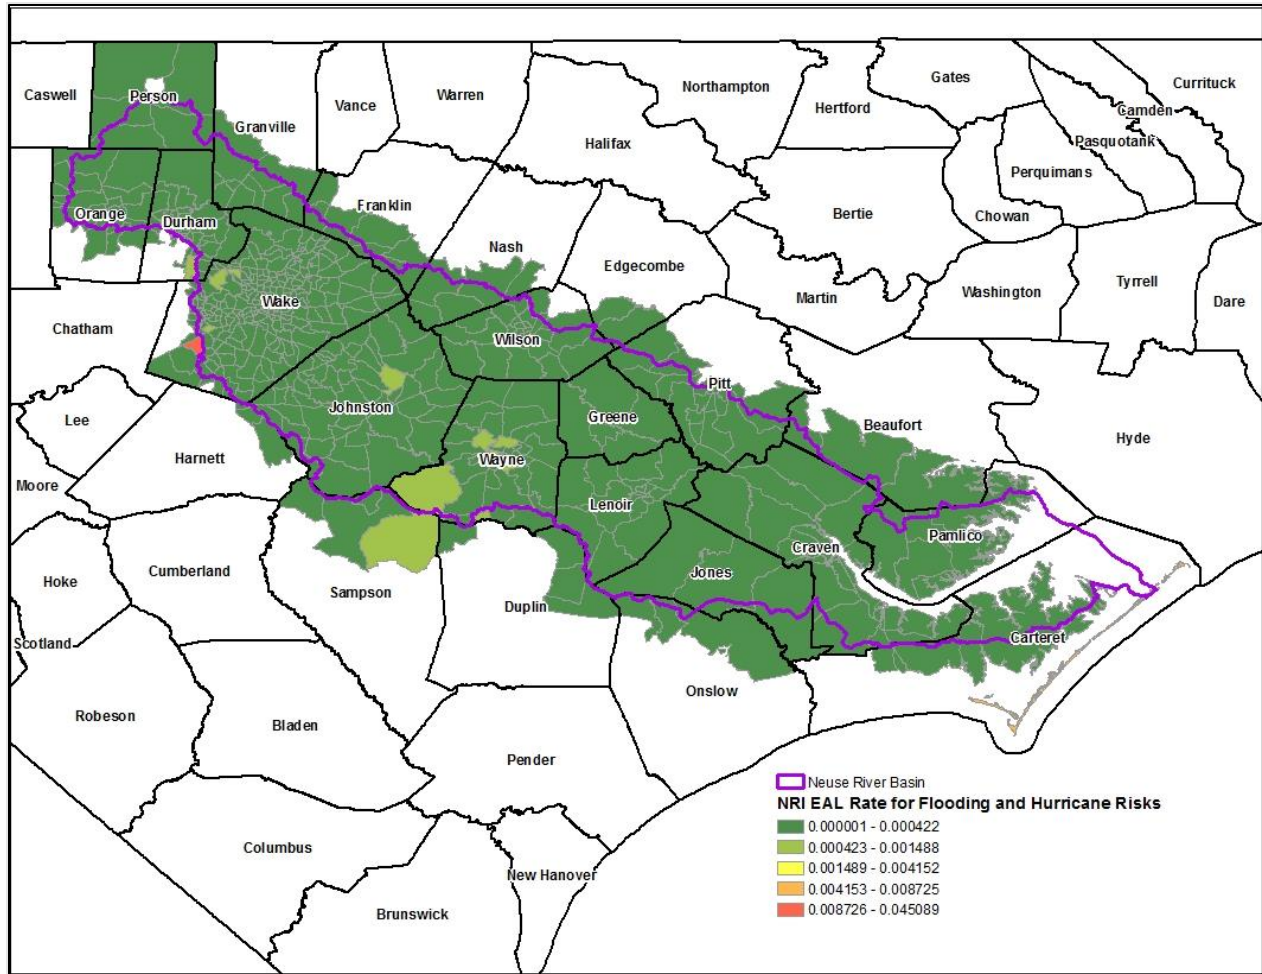 Gates
Currituck
Caswell
Person
Vance
Warren
Northampton
Hertford
Camden
Granville
Pasquotank
Halifax
Perquimans
Franklin
Orange
Durham
Bertie
Chowan
Nash
Edgecombe
Tyrrell
Washington
Martin
Dare
Wake
Chatham
Wilson
Pitt
Johnston
Greene
Lee
Beaufort
Hyde
Harnett
Wayne
Moore
Lenoir
Pamlico
Craven
Cumberland
Jones
Hoke
Sampson
Duplin
Scotland
Carteret
Onslow
Robeson
Bladen
Pender
Neuse River Basin
NRI EAL Rate for Flooding and Hurricane Risks
0.000001 - 0.000422
0.000423 - 0.001488
0.001489 - 0.004152
0.004153 - 0.008725
0.008726 - 0.045089
Columbus
New Hanover
Brunswick